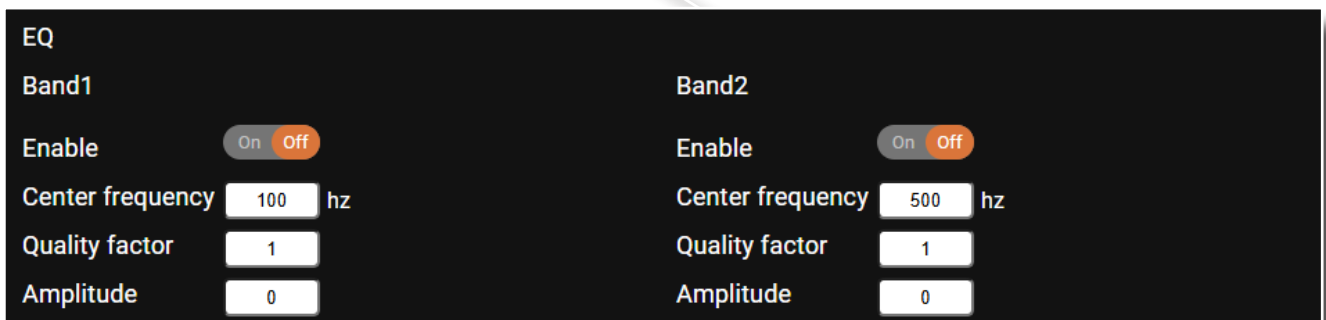 EQ
Band1 Band2
Enable On Off Enable On Off
Center frequency 100 hz Center frequency 500 hz
Quality factor 1 Quality factor 1
Amplitude 0 Amplitude 0